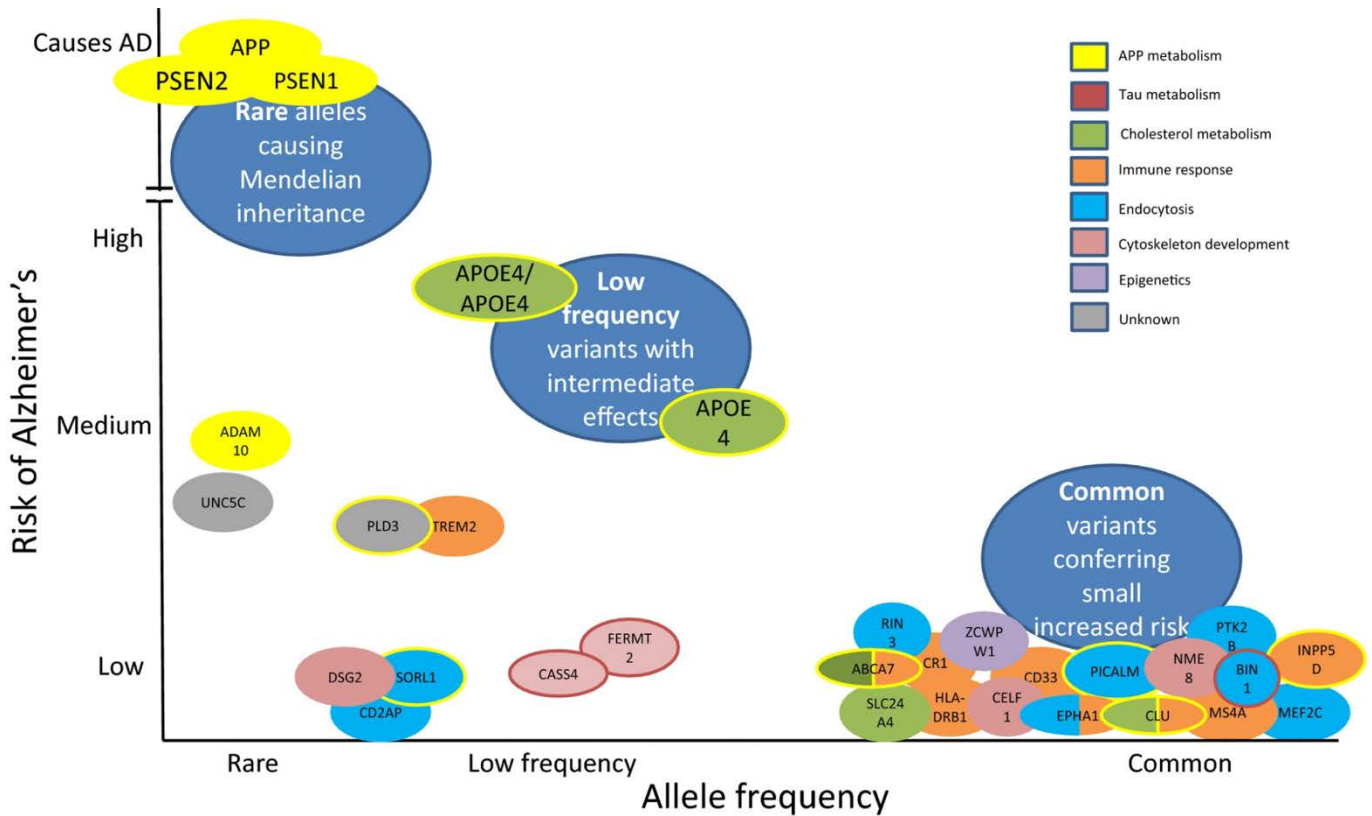 Causes AD
High
Medium
Low
Risk of Alzheimer's
APP
PSEN2
PSEN1
Rare alleles
causing
Mendelian
inheritance
APOE4/
APOE4
Low
frequency
variants with
intermediate
effects
APOE
4
ADAM
10
UNC5C
PLD3
TREM2
Common
variants
conferring
small
increased risk
FERMT
2
CASS4
DSG2
SORL1
CD2AP
RIN
3
ZCWP
W1
ABCA7
CR1
CD33
PICALM
NME
8
PTK2
B
BIN
1
INPP5
D
SLC24
A4
HLA-
DRB1
CELF
1
EPHA1
CLU
MS4A
MEF2C
Rare
Low frequency
Common
Allele frequency
APP metabolism
Tau metabolism
Cholesterol metabolism
Immune response
Endocytosis
Cytoskeleton development
Epigenetics
Unknown